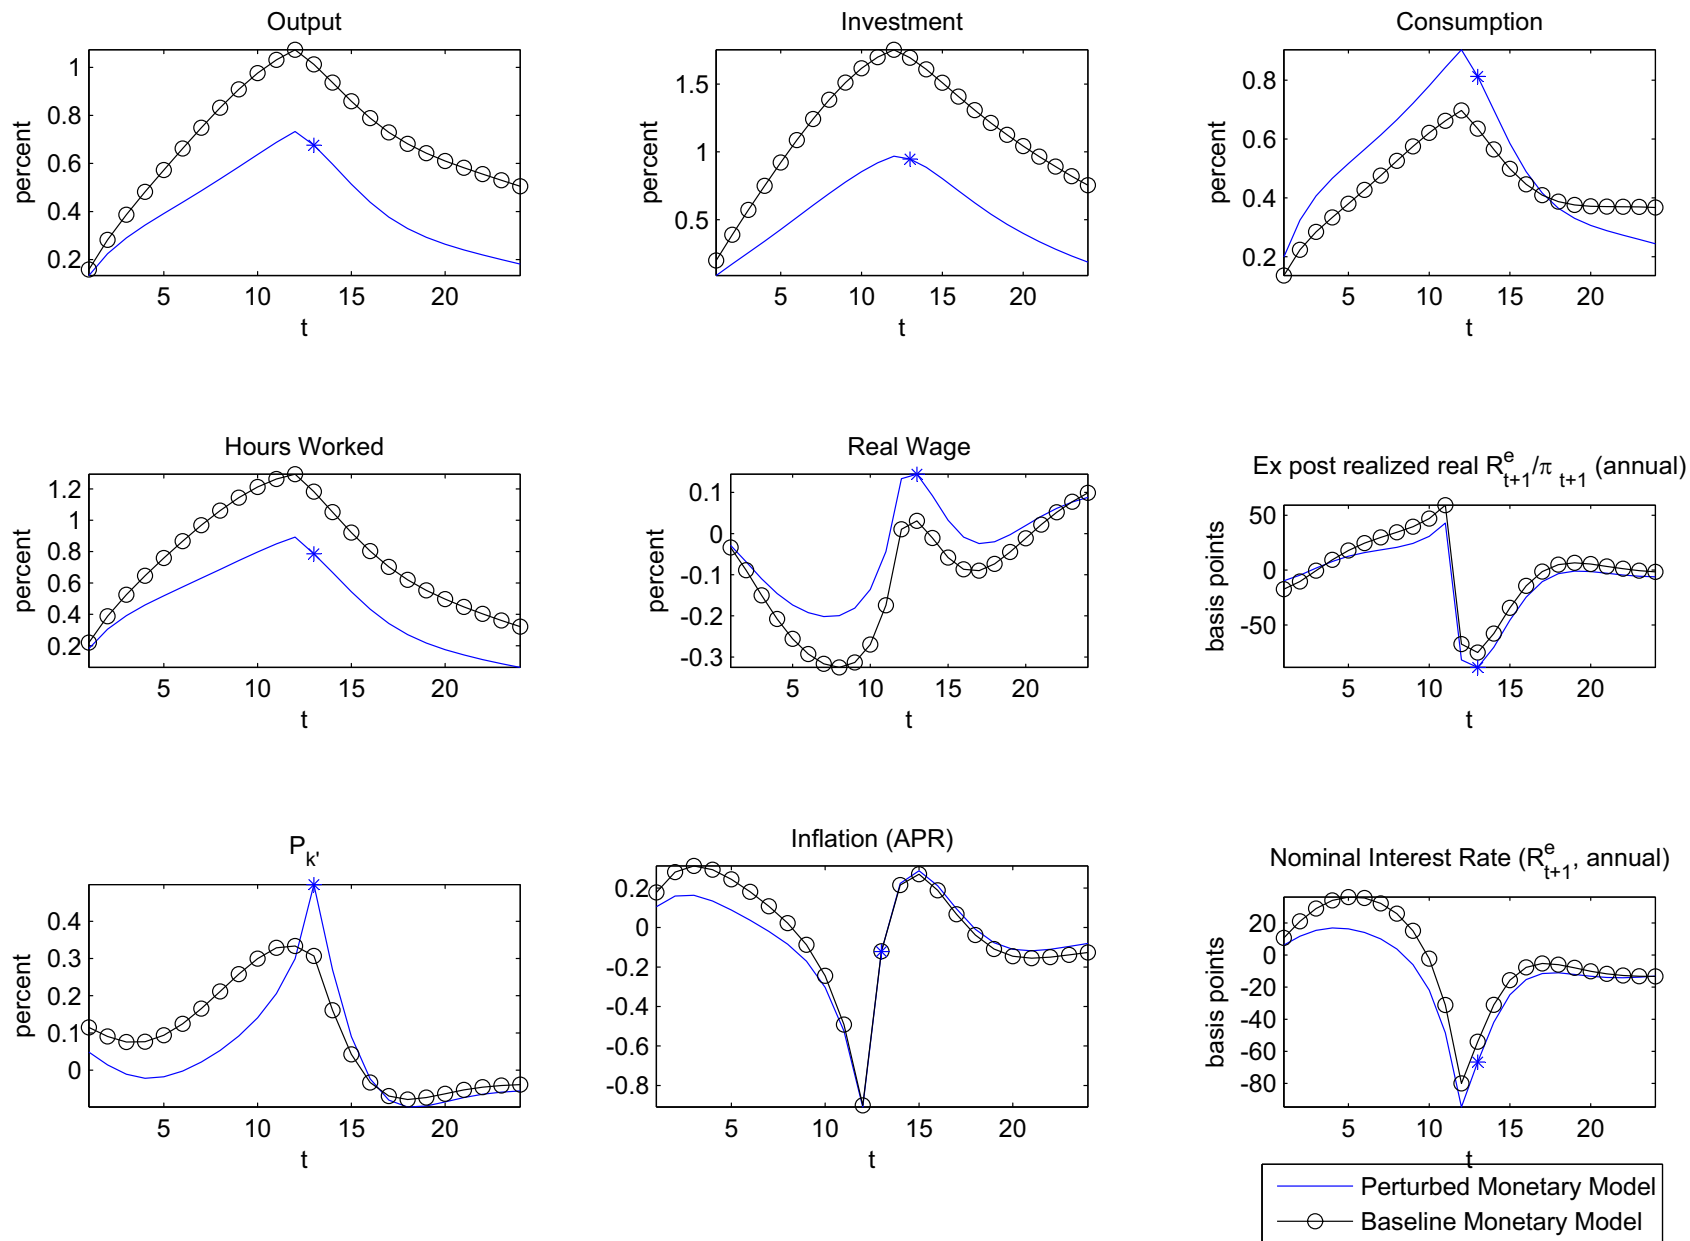 Output
percent
1
0.8
0.6
0.4
0.2
5 10 15 20
t
Investment
percent
1.5
1
0.5
5 10 15 20
t
Consumption
percent
0.8
0.6
0.4
0.2
5 10 15 20
t
Hours Worked
percent
1.2
1
0.8
0.6
0.4
0.2
5 10 15 20
t
Real Wage
percent
0.1
0
-0.1
-0.2
-0.3
5 10 15 20
t
Ex post realized real R^e_{t+1}/π_{t+1} (annual)
basis points
50
0
-50
5 10 15 20
t
P_{k'}
percent
0.4
0.3
0.2
0.1
0
5 10 15 20
t
Inflation (APR)
0.2
0
-0.2
-0.4
-0.6
-0.8
5 10 15 20
t
Nominal Interest Rate (R^e_{t+1}, annual)
basis points
20
0
-20
-40
-60
-80
5 10 15 20
t
Perturbed Monetary Model
Baseline Monetary Model